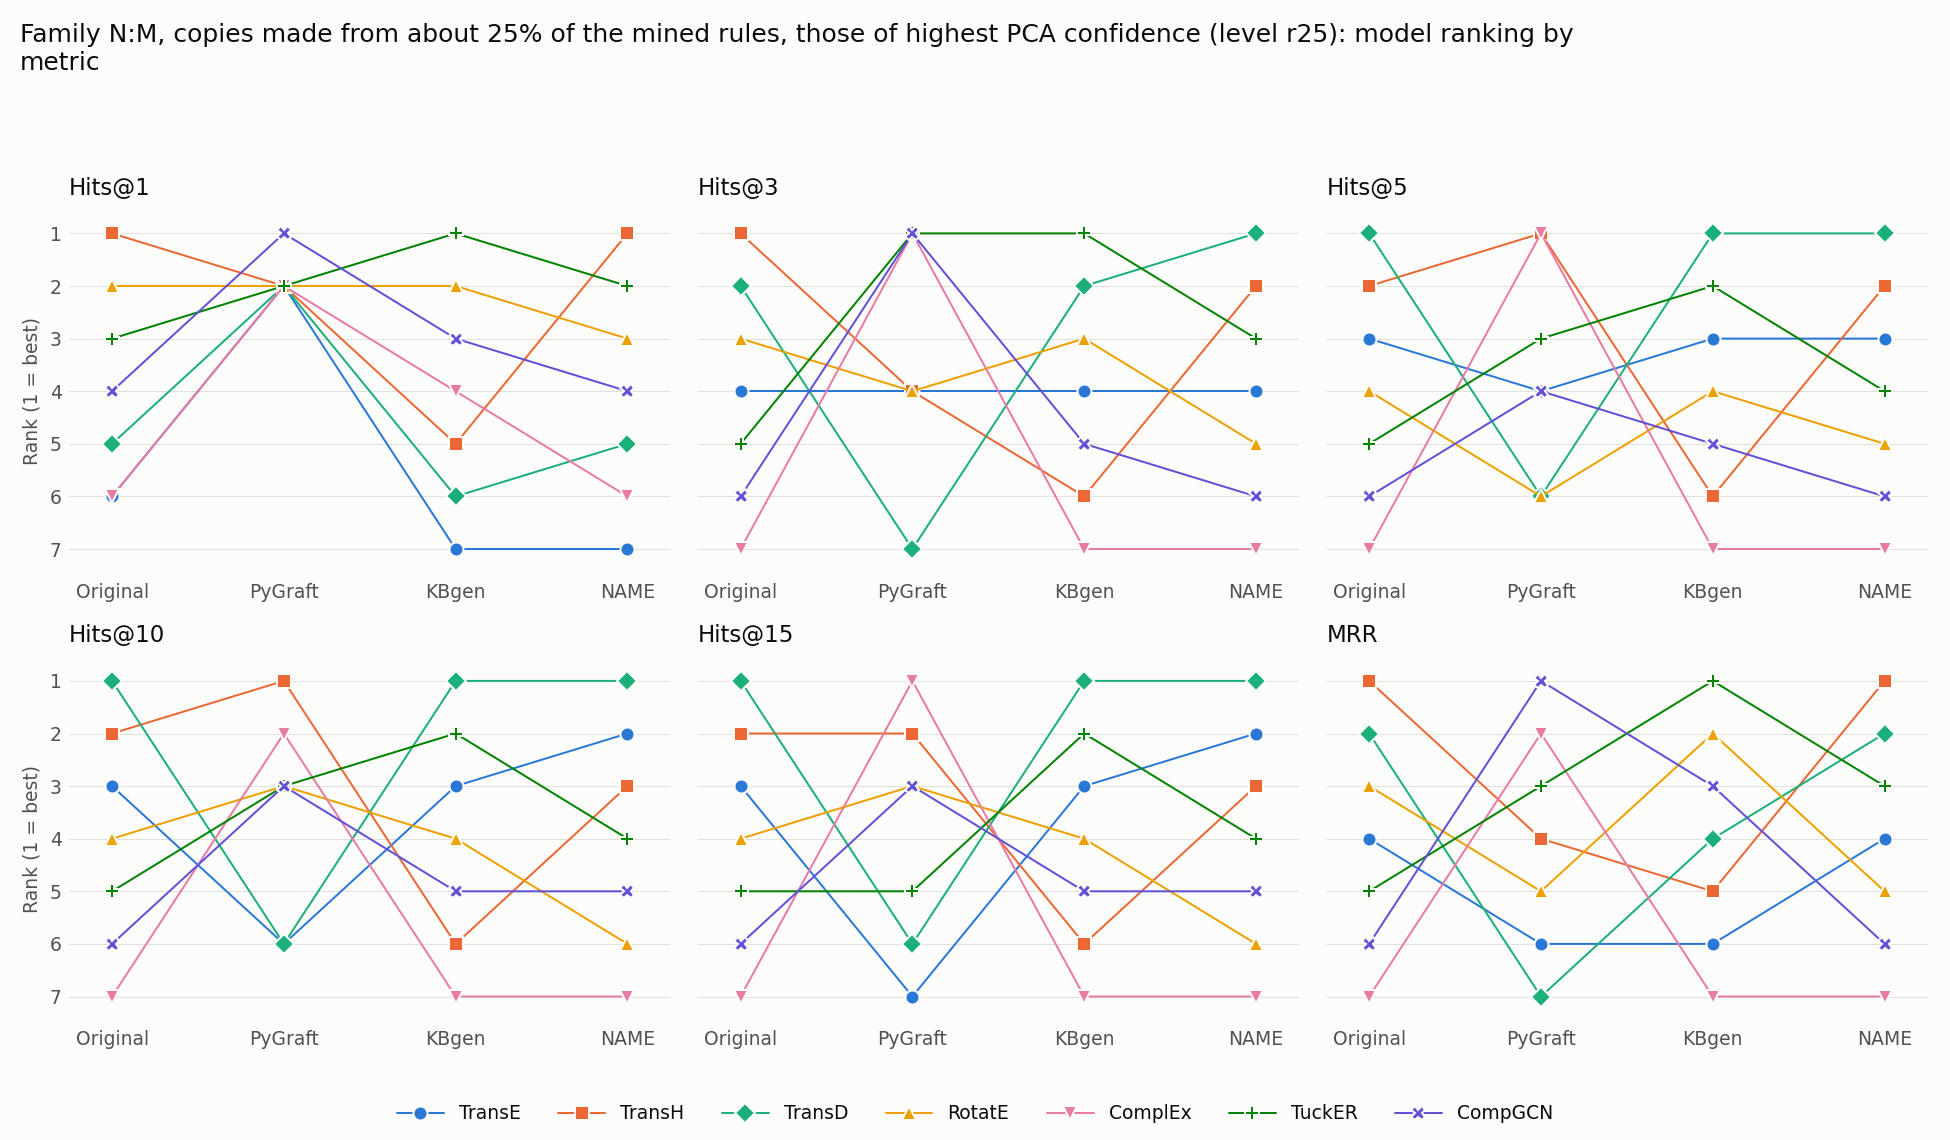 Family N:M, copies made from about 25% of the mined rules, those of highest PCA confidence (level r25): model ranking by
metric
Hits@1
Hits@3
Hits@5
Rank (1 = best)
1
2
3
4
5
6
7
Original PyGraft KBgen NAME
Original PyGraft KBgen NAME
Original PyGraft KBgen NAME
Hits@10
Hits@15
MRR
Rank (1 = best)
1
2
3
4
5
6
7
Original PyGraft KBgen NAME
Original PyGraft KBgen NAME
Original PyGraft KBgen NAME
TransE TransH TransD RotatE ComplEx TuckER CompGCN